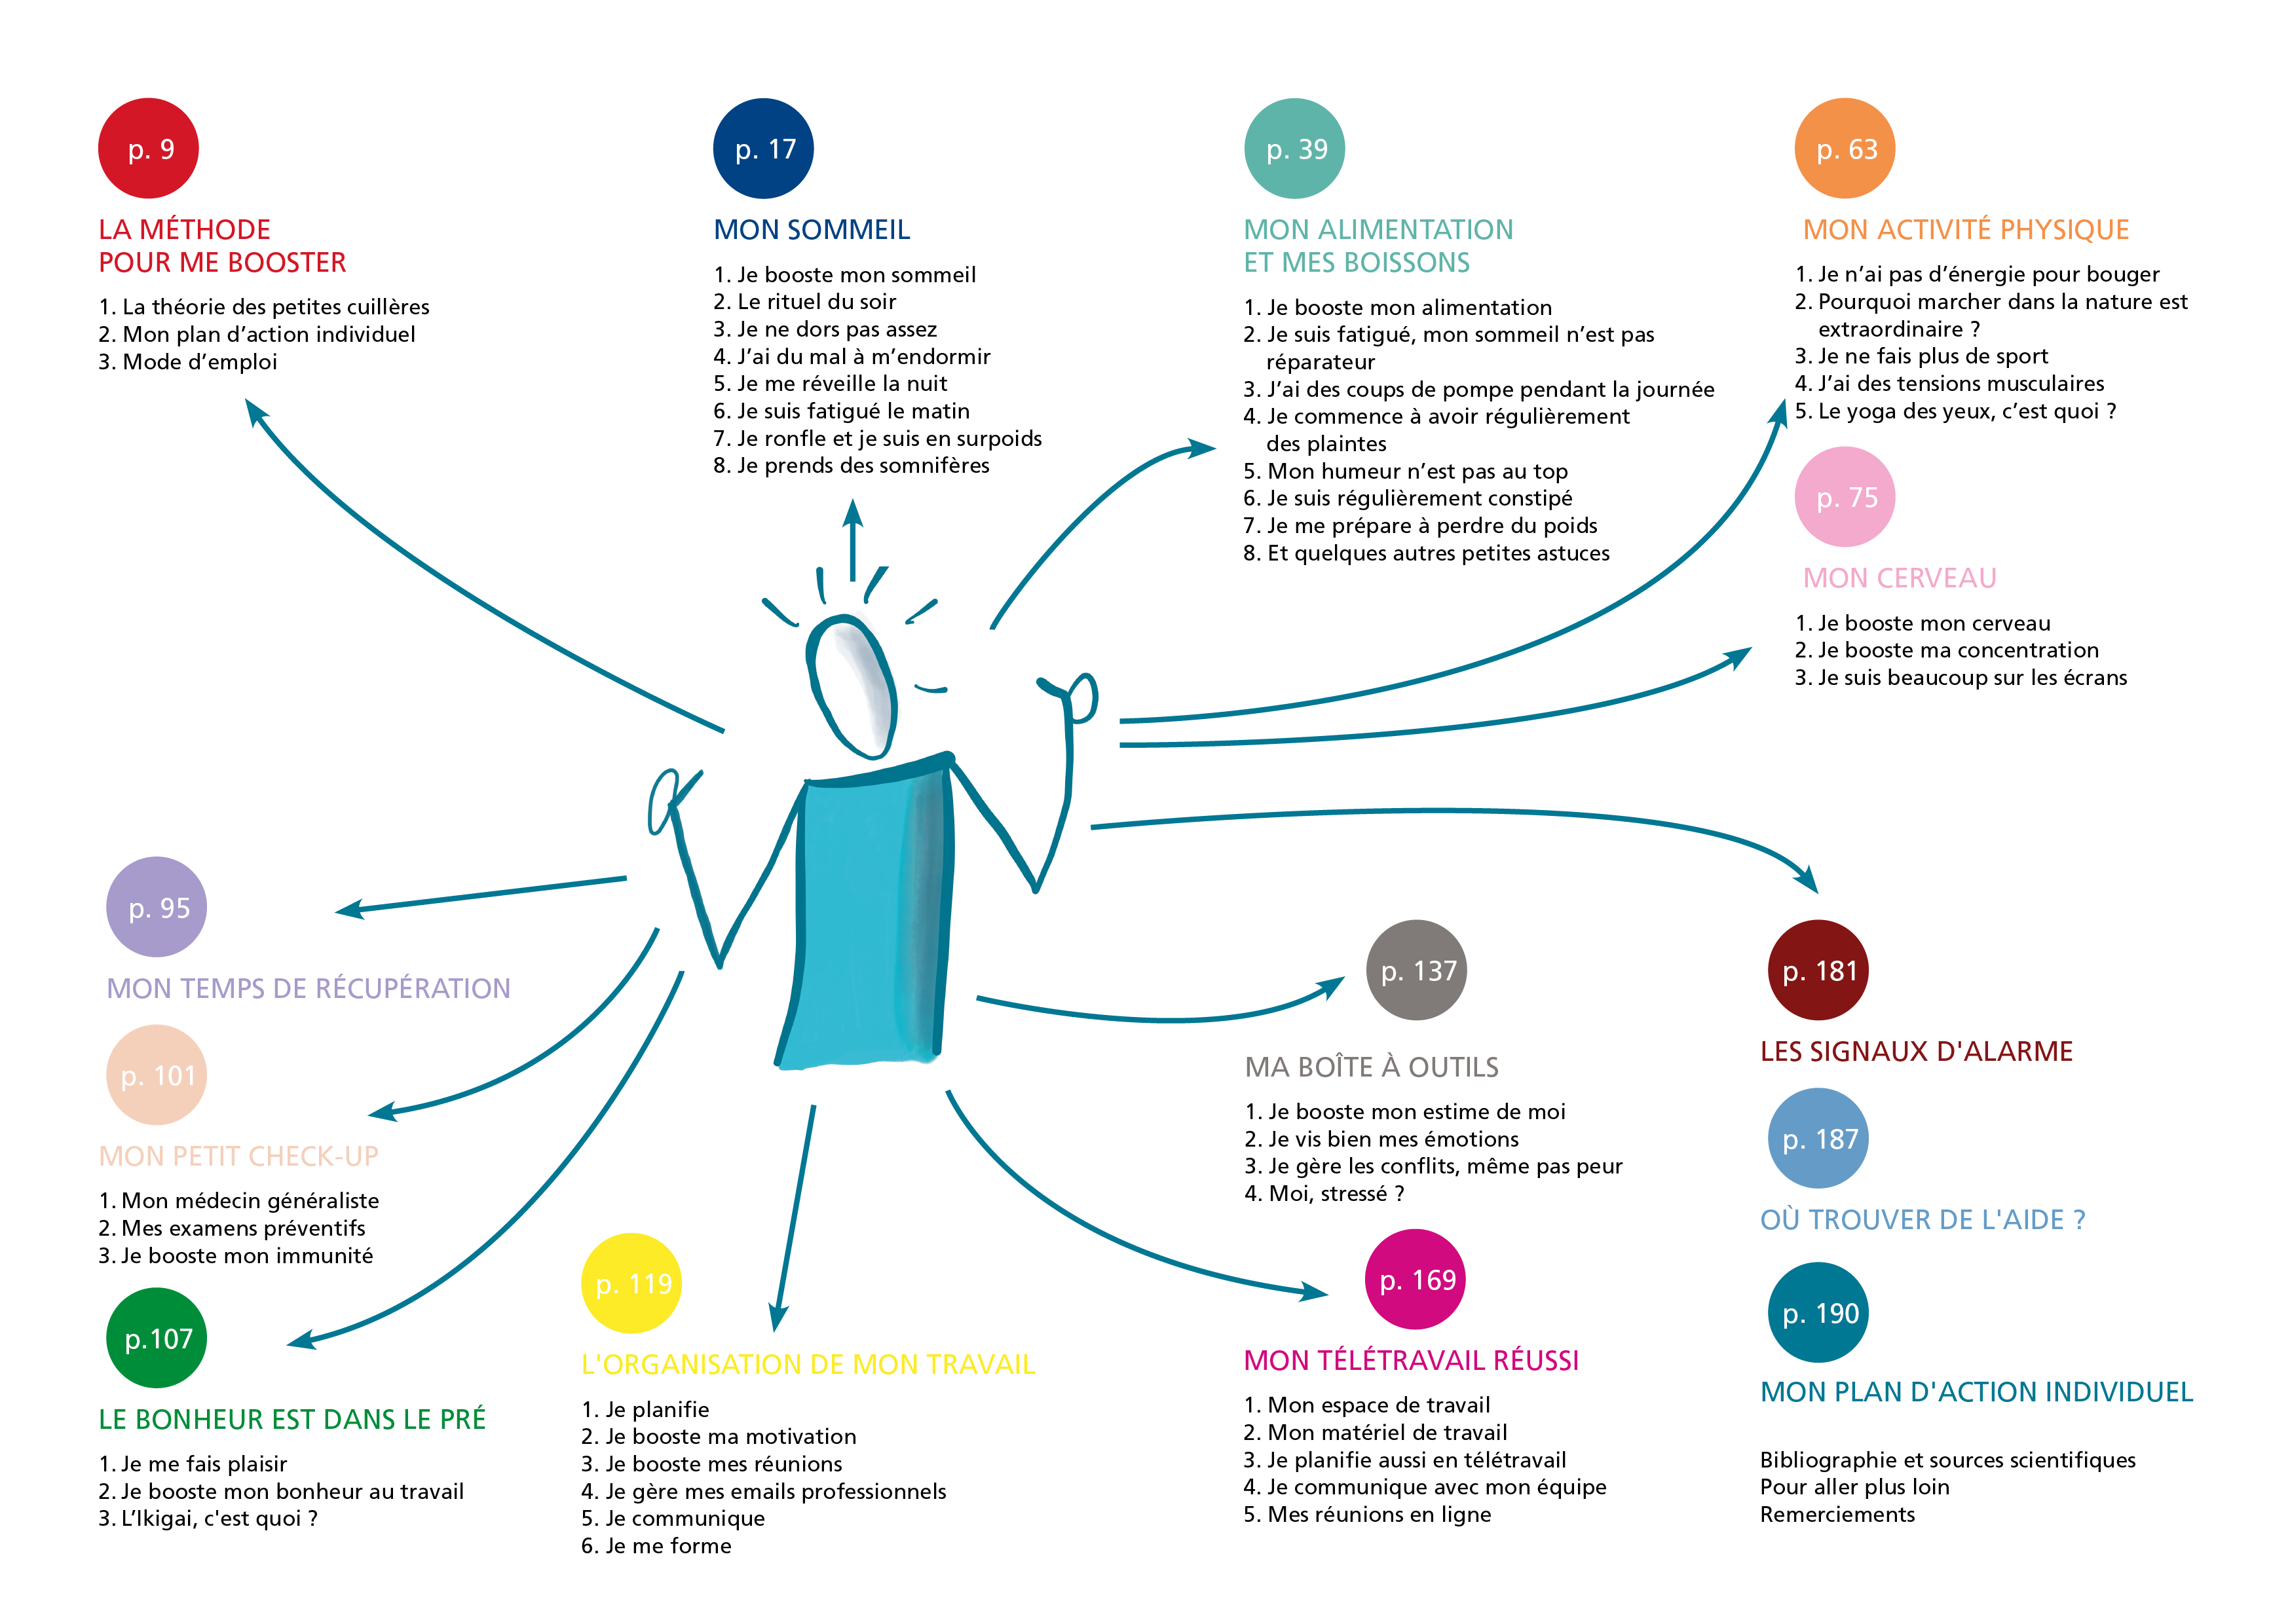 p. 9
LA MÉTHODE
POUR ME BOOSTER
1. La théorie des petites cuillères
2. Mon plan d’action individuel
3. Mode d’emploi
p. 17
MON SOMMEIL
1. Je booste mon sommeil
2. Le rituel du soir
3. Je ne dors pas assez
4. J’ai du mal à m’endormir
5. Je me réveille la nuit
6. Je suis fatigué le matin
7. Je ronfle et je suis en surpoids
8. Je prends des somnifères
p. 39
MON ALIMENTATION
ET MES BOISSONS
1. Je booste mon alimentation
2. Je suis fatigué, mon sommeil n’est pas
réparateur
3. J’ai des coups de pompe pendant la journée
4. Je commence à avoir régulièrement
des plaintes
5. Mon humeur n’est pas au top
6. Je suis régulièrement constipé
7. Je me prépare à perdre du poids
8. Et quelques autres petites astuces
p. 63
MON ACTIVITÉ PHYSIQUE
1. Je n’ai pas d’énergie pour bouger
2. Pourquoi marcher dans la nature est
extraordinaire ?
3. Je ne fais plus de sport
4. J’ai des tensions musculaires
5. Le yoga des yeux, c’est quoi ?
p. 75
MON CERVEAU
1. Je booste mon cerveau
2. Je booste ma concentration
3. Je suis beaucoup sur les écrans
p. 95
MON TEMPS DE RÉCUPÉRATION
p. 101
MON PETIT CHECK-UP
1. Mon médecin généraliste
2. Mes examens préventifs
3. Je booste mon immunité
p.107
LE BONHEUR EST DANS LE PRÉ
1. Je me fais plaisir
2. Je booste mon bonheur au travail
3. L’Ikigai, c'est quoi ?
p. 119
L'ORGANISATION DE MON TRAVAIL
1. Je planifie
2. Je booste ma motivation
3. Je booste mes réunions
4. Je gère mes emails professionnels
5. Je communique
6. Je me forme
p. 137
MA BOÎTE À OUTILS
1. Je booste mon estime de moi
2. Je vis bien mes émotions
3. Je gère les conflits, même pas peur
4. Moi, stressé ?
p. 169
MON TÉLÉTRAVAIL RÉUSSI
1. Mon espace de travail
2. Mon matériel de travail
3. Je planifie aussi en télétravail
4. Je communique avec mon équipe
5. Mes réunions en ligne
p. 181
LES SIGNAUX D'ALARME
p. 187
OÙ TROUVER DE L'AIDE ?
p. 190
MON PLAN D'ACTION INDIVIDUEL
Bibliographie et sources scientifiques
Pour aller plus loin
Remerciements